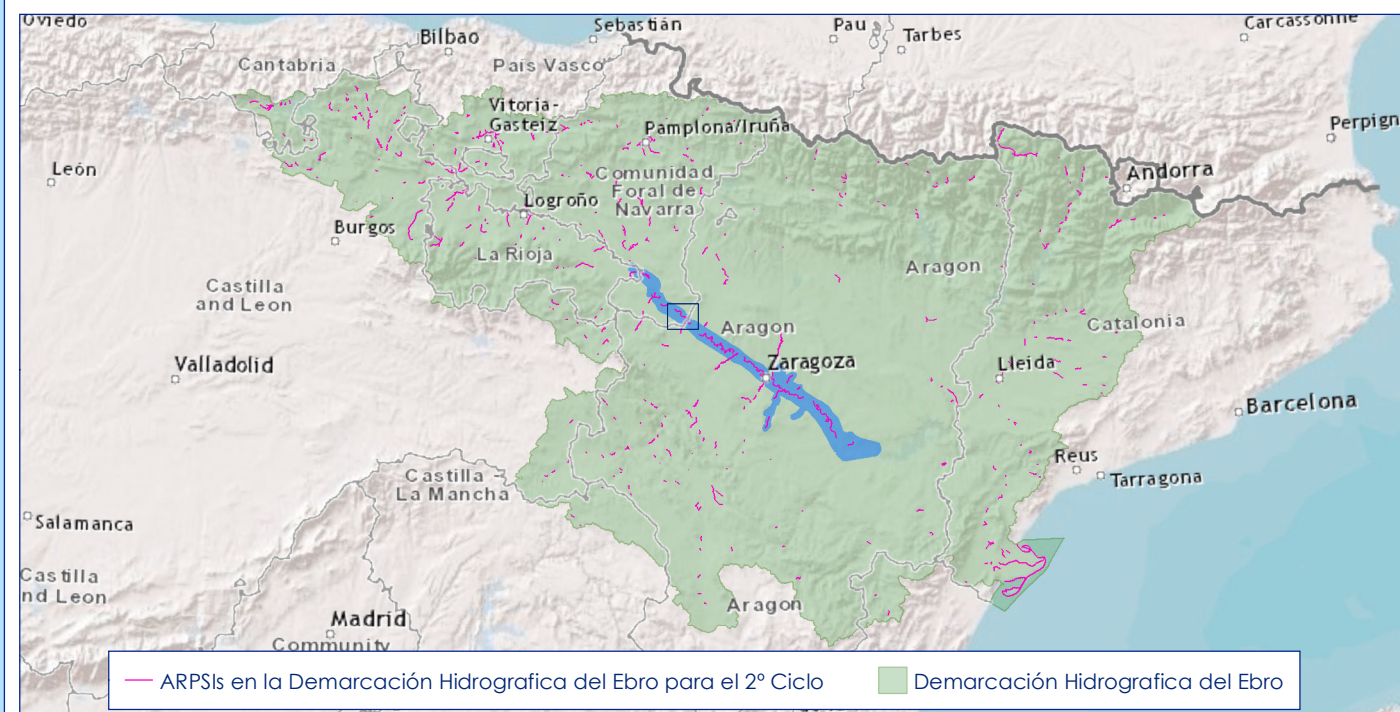 Oviedo
Sebastián
Pau
Carcassonne
Bilbao
Tarbes
Cantabria
País Vasco
Vitoria-
Gasteiz
Pamplona/Iruña
Perpign
León
Comunidad
Foral de
Navarra
Andorra
Logroño
Burgos
La Rioja
Aragon
Castilla
and Leon
Aragon
Catalonia
Valladolid
Zaragoza
Lleida
Barcelona
Reus
Castilla
La Mancha
Tarragona
Salamanca
Castilla
nd Leon
Aragon
Madrid
Community
ARPSIs en la Demarcación Hidrografica del Ebro para el 2º Ciclo
Demarcación Hidrografica del Ebro